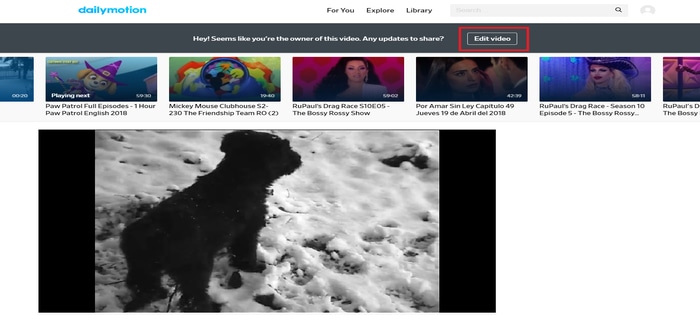 dailymotion
For You Explore Library Search
Hey! Seems like you're the owner of this video. Any updates to share? Edit video
00:20 Playing next 59:30 19:40 59:02 42:39 58:11
Paw Patrol Full Episodes - 1 Hour Mickey Mouse Clubhouse S2- RuPaul's Drag Race S10E05 - Por Amar Sin Ley Capitulo 49 RuPaul's Drag Race - Season 10 RuPaul's D
Paw Patrol English 2018 230 The Friendship Team RO (2) The Bossy Rossy Show Jueves 19 de Abril del 2018 Episode 5 - The Bossy Rossy... The Bossy